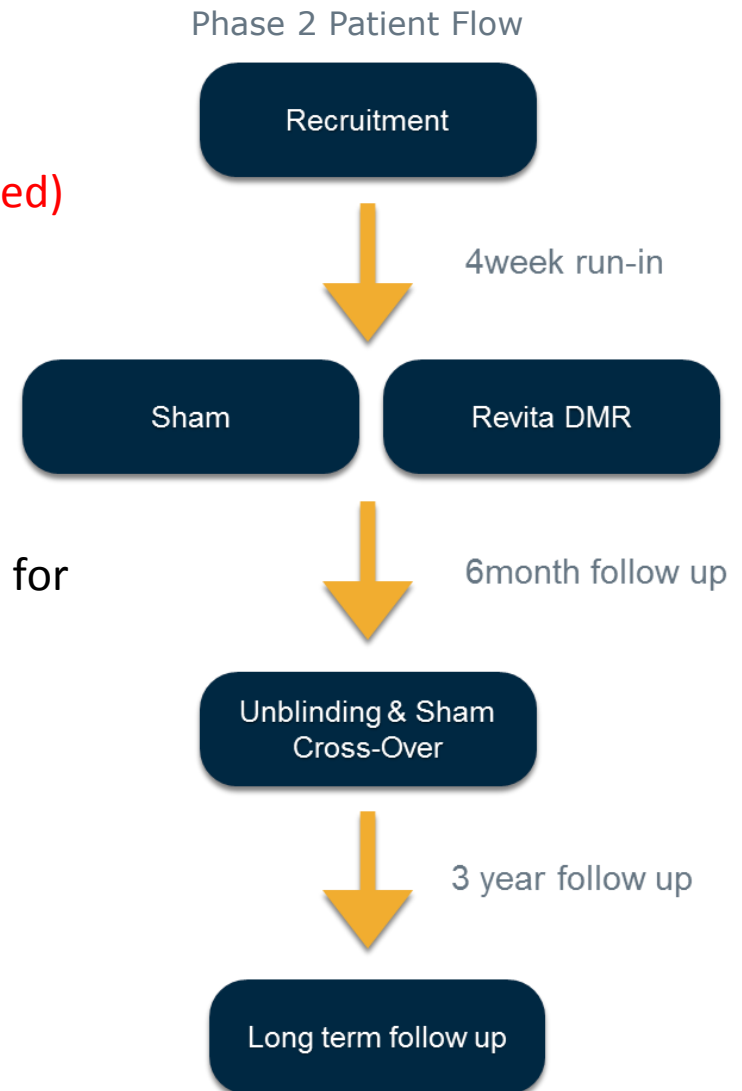 Phase 2 Patient Flow
Recruitment
ed)
4week run-in
Sham
Revita DMR
for
6month follow up
Unblinding & Sham
Cross-Over
3 year follow up
Long term follow up